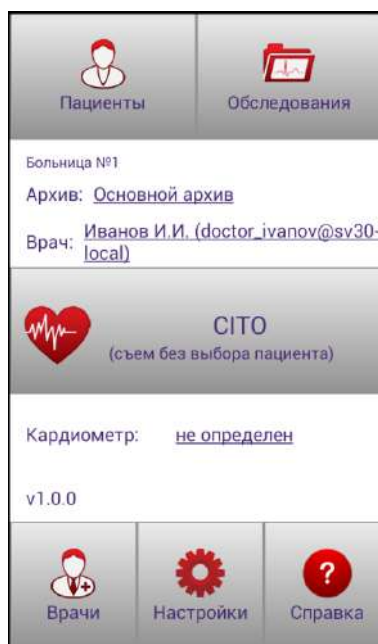 Пациенты
Обследования
Больница №1
Архив: Основной архив
Врач: Иванов И.И. (doctor_ivanov@sv30-
local)
CITO
(съем без выбора пациента)
Кардиометр: не определен
v1.0.0
Врачи
Настройки
?
Справка